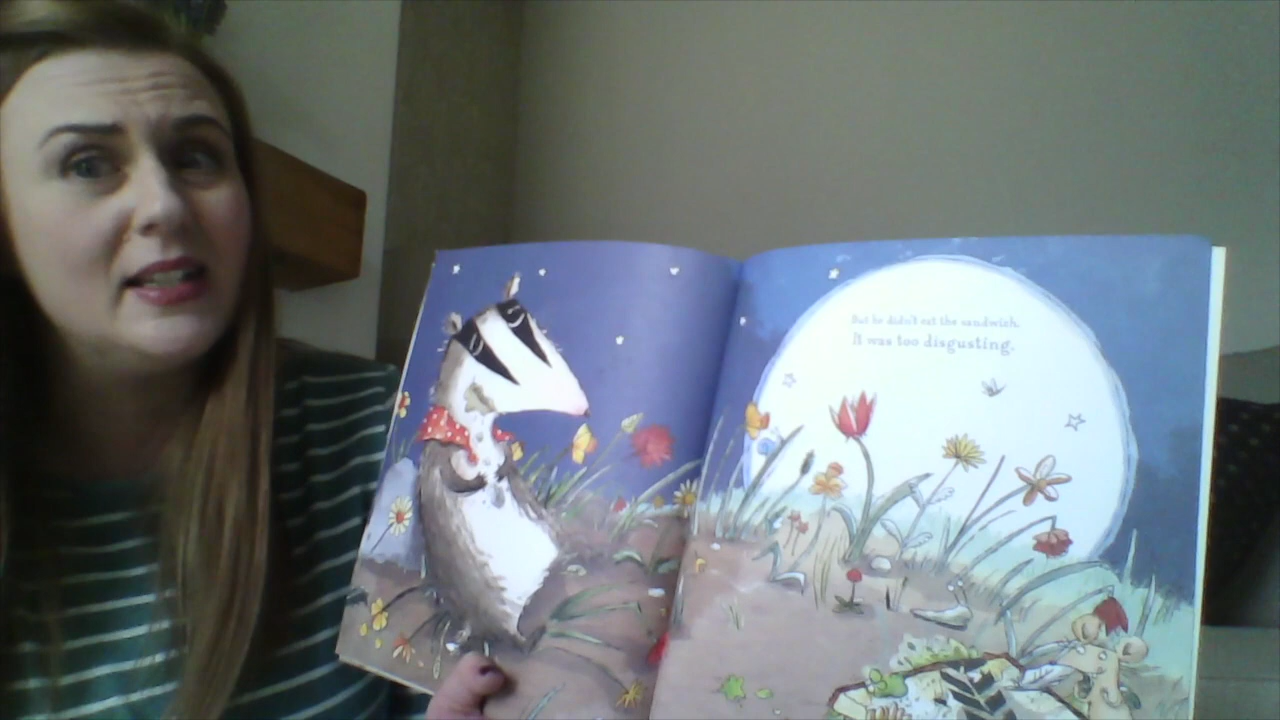 But he didn't eat the sandwich.
It was too disgusting.